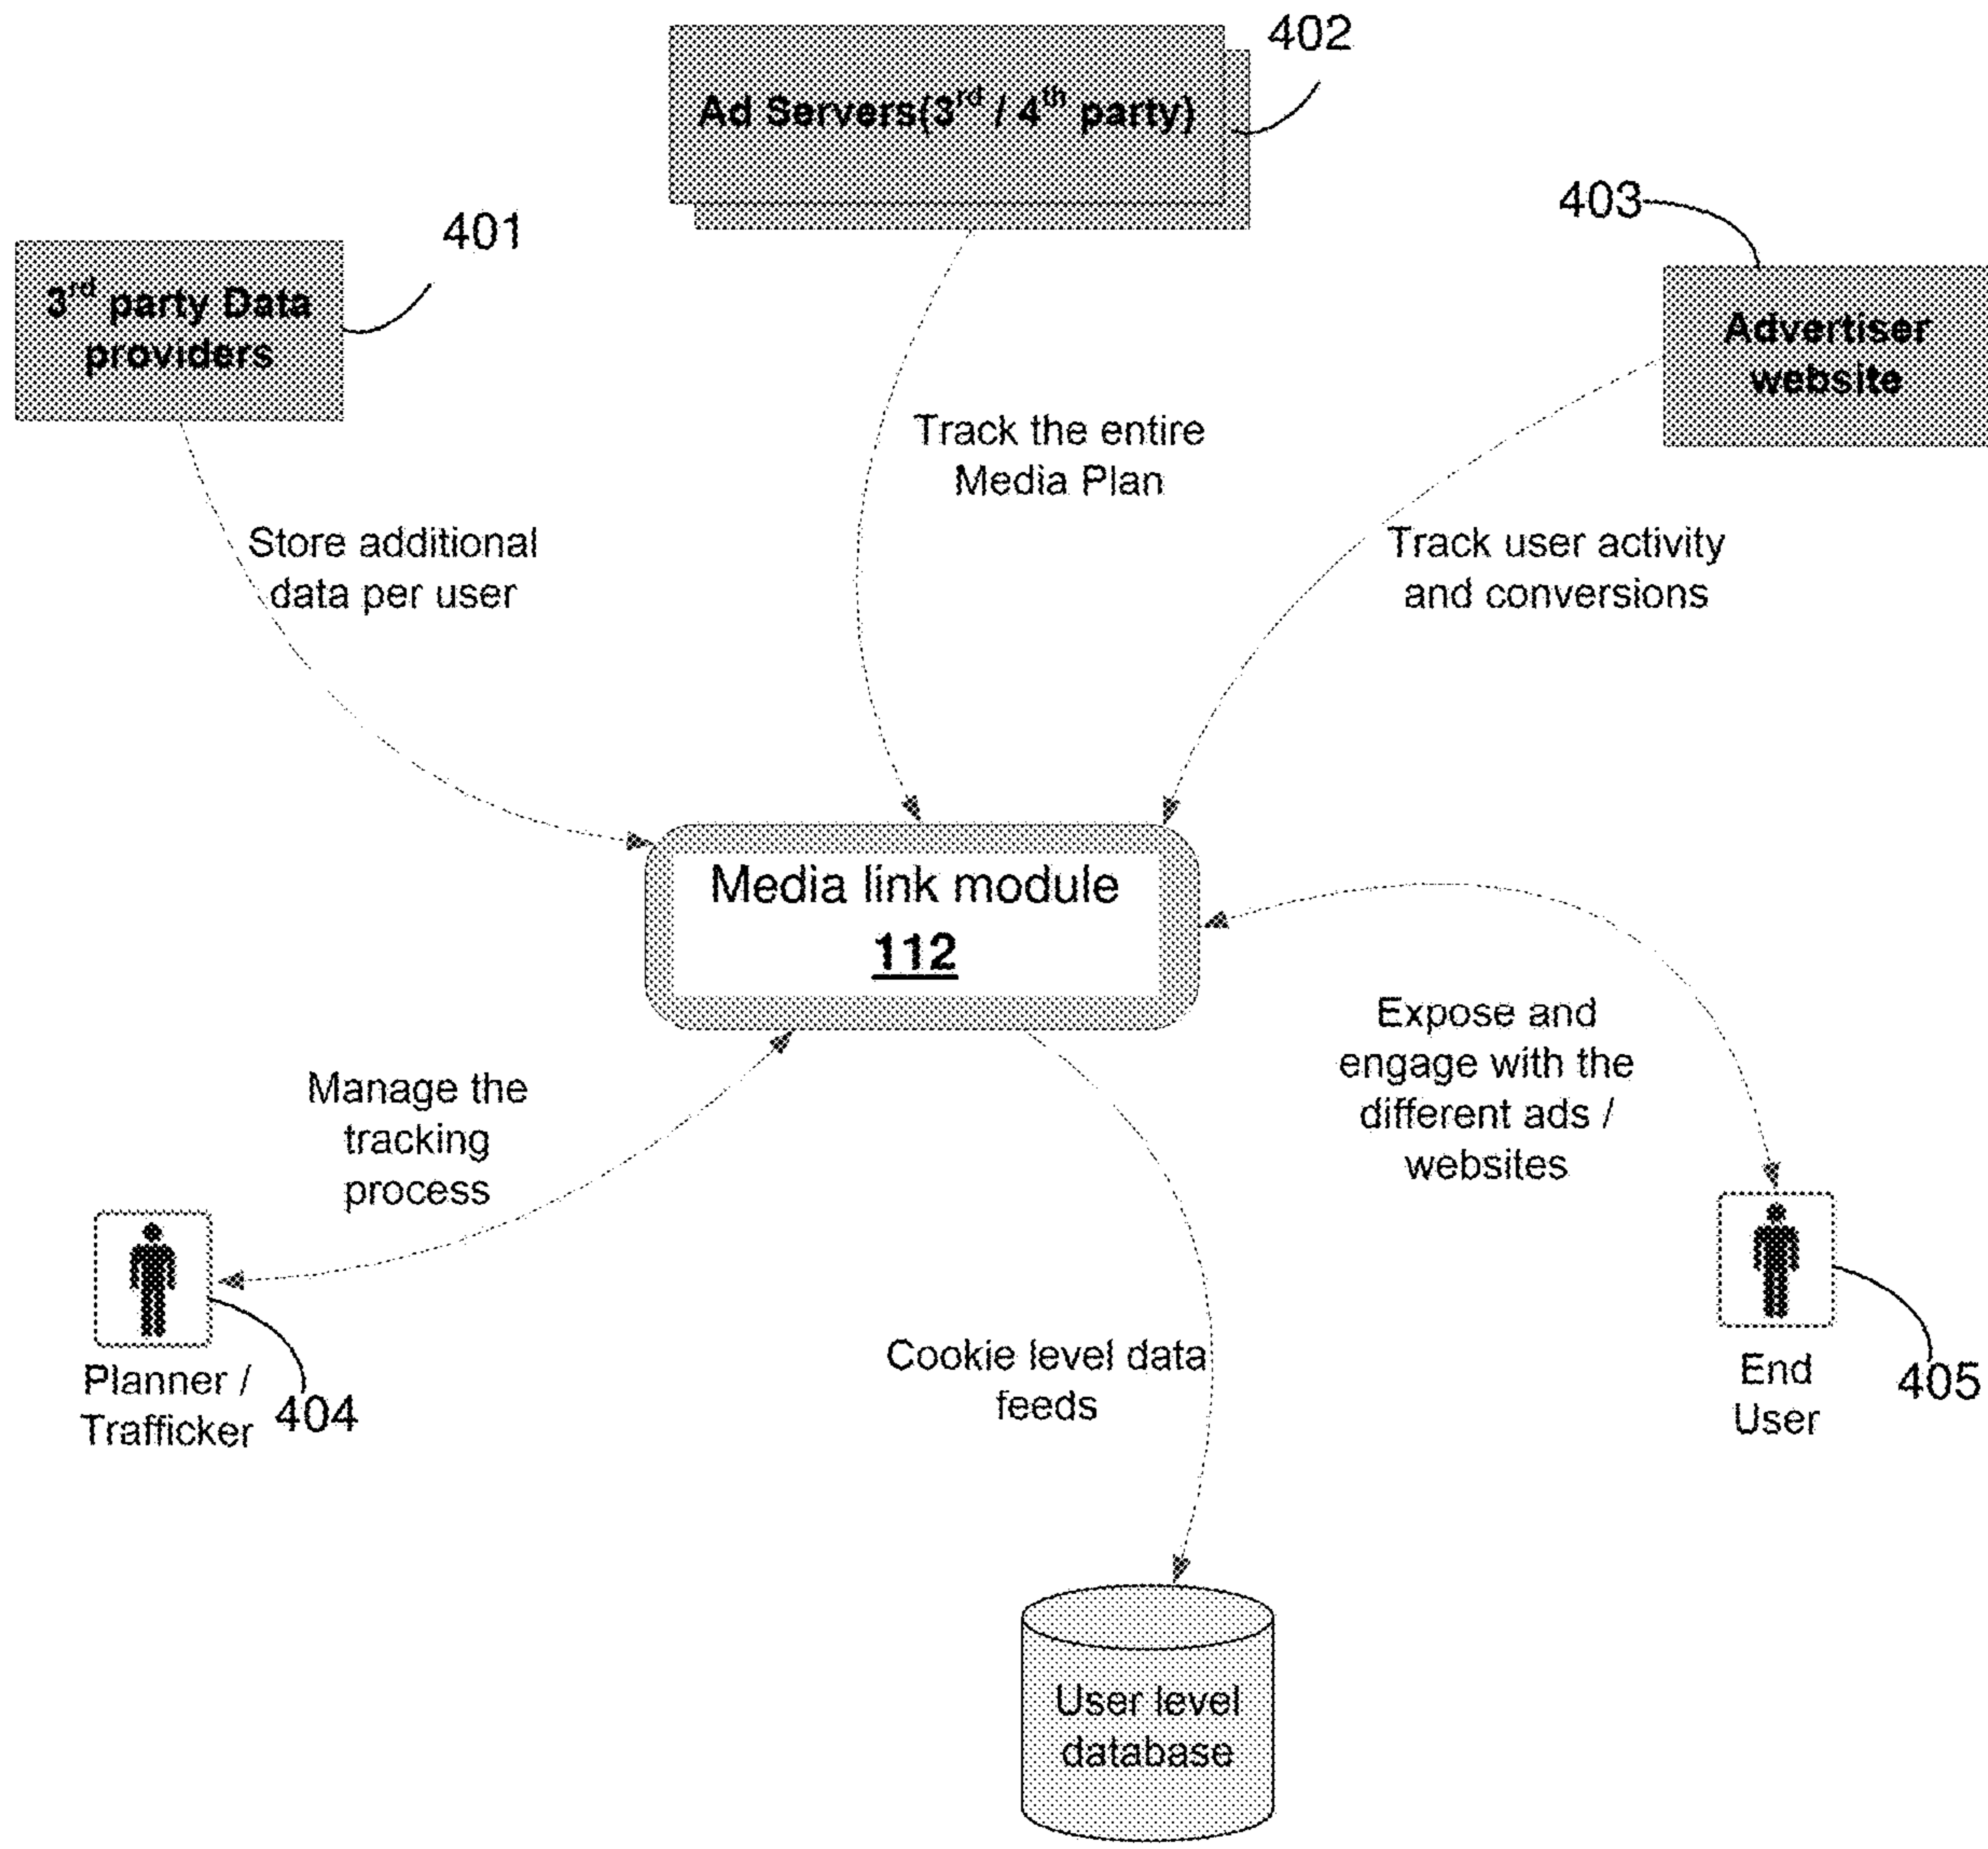 402
Ad Servers(3rd / 4th party)
403
401
3rd party Data
providers
Advertiser
website
Track the entire
Media Plan
Store additional
data per user
Track user activity
and conversions
Media link module
112
Expose and
engage with the
different ads /
websites
Manage the
tracking
process
Planner /
Trafficker
404
Cookie level data
feeds
End
User
405
User level
database